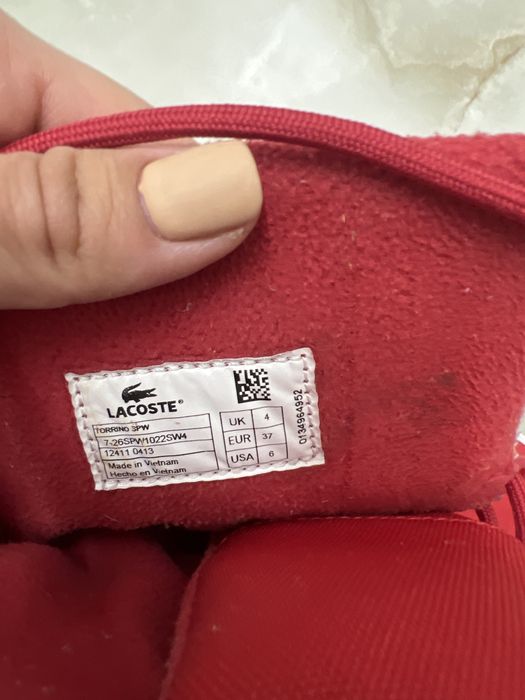 LACOSTE
TORRINO SPW
7-26SPW1022SW4
12411 0413
Made in Vietnam
Hecho en Vietnam
UK 4
EUR 37
USA 6
0134964952